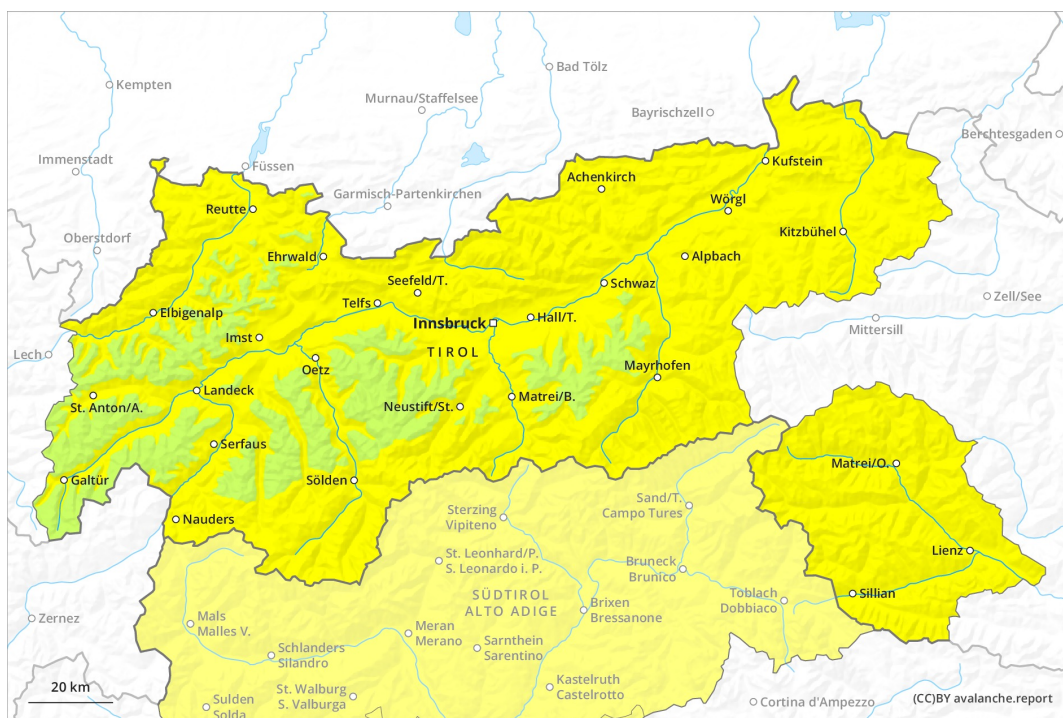 Kempten
Bad Tölz
Murnau/Staffelsee
Bayrischzell
Berchtesgaden
Immenstadt
Füssen
Kufstein
Achenkirch
Garmisch-Partenkirchen
Wörgl
Reutte
Kitzbühel
Oberstdorf
Ehrwald
Alpbach
Seefeld/T.
Schwaz
Zell/See
Telfs
Elbigenalp
Innsbruck
Hall/T.
Mittersill
Imst
TIROL
Lech
Oetz
Mayrhofen
Landeck
St. Anton/A.
Neustift/St.
Matrei/B.
Serfaus
Matrei/O.
Galtür
Sölden
Sand/T.
Campo Tures
Sterzing
Vipiteno
Nauders
Lienz
St. Leonhard/P.
S. Leonardo i. P.
Bruneck
Brunico
SÜDTIROL
ALTO ADIGE
Toblach
Dobbiaco
Sillian
Brixen
Bressanone
Zernez
Mals
Malles V.
Meran
Merano
Sarnthein
Sarentino
Schlanders
Silandro
Kastelruth
Castelrotto
20 km
St. Walburg
S. Valburga
Sulden
Solda
Cortina d'Ampezzo
(CC)BY avalanche.report